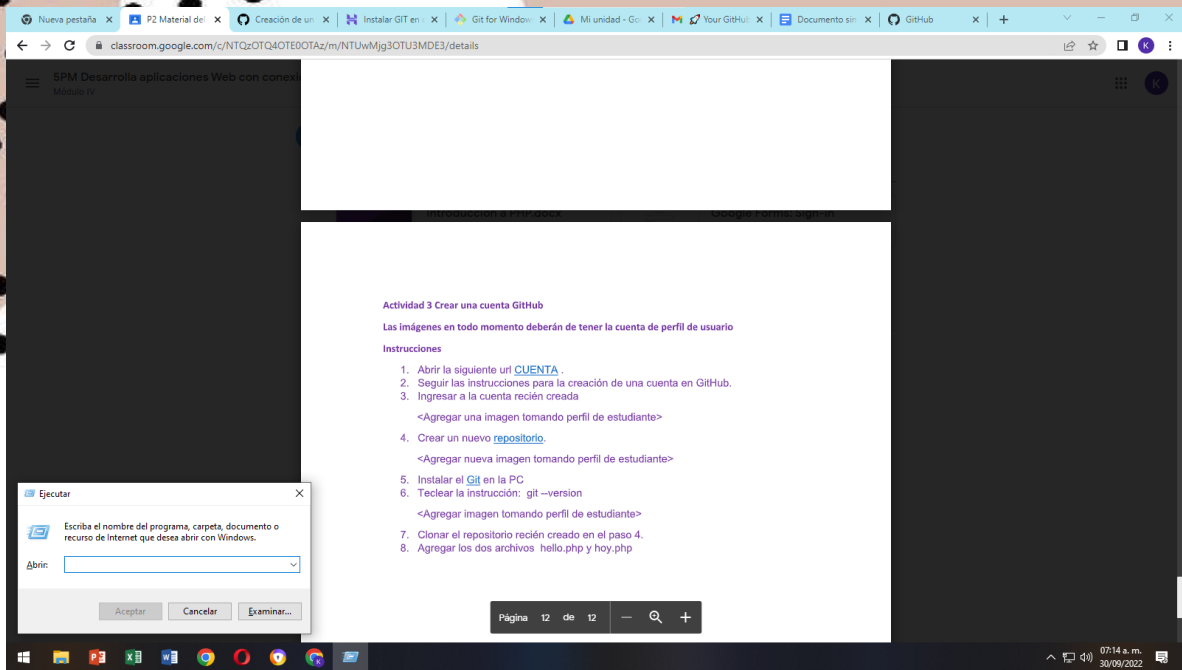 Nueva pestaña
P2 Material del
Creación de un
Instalar GIT en
Git for Window
Mi unidad - Go
Your GitHub
Documento sin
GitHub
classroom.google.com/c/NTQzOTQ4OTE0OTAz/m/NTUwMjg3OTU3MDE3/details
K
5PM Desarrolla aplicaciones Web con conexi
Módulo IV
K
Introducción a PHP.docx
Google Forms: Sign-in
Actividad 3 Crear una cuenta GitHub
Las imágenes en todo momento deberán de tener la cuenta de perfil de usuario
Instrucciones
1. Abrir la siguiente url CUENTA .
2. Seguir las instrucciones para la creación de una cuenta en GitHub.
3. Ingresar a la cuenta recién creada
<Agregar una imagen tomando perfil de estudiante>
4. Crear un nuevo repositorio.
<Agregar nueva imagen tomando perfil de estudiante>
5. Instalar el Git en la PC
6. Teclear la instrucción: git --version
<Agregar imagen tomando perfil de estudiante>
7. Clonar el repositorio recién creado en el paso 4.
8. Agregar los dos archivos hello.php y hoy.php
Página 12 de 12
Ejecutar
Escriba el nombre del programa, carpeta, documento o
recurso de Internet que desea abrir con Windows.
Abrir:
Aceptar
Cancelar
Examinar...
07:14 a. m.
30/09/2022